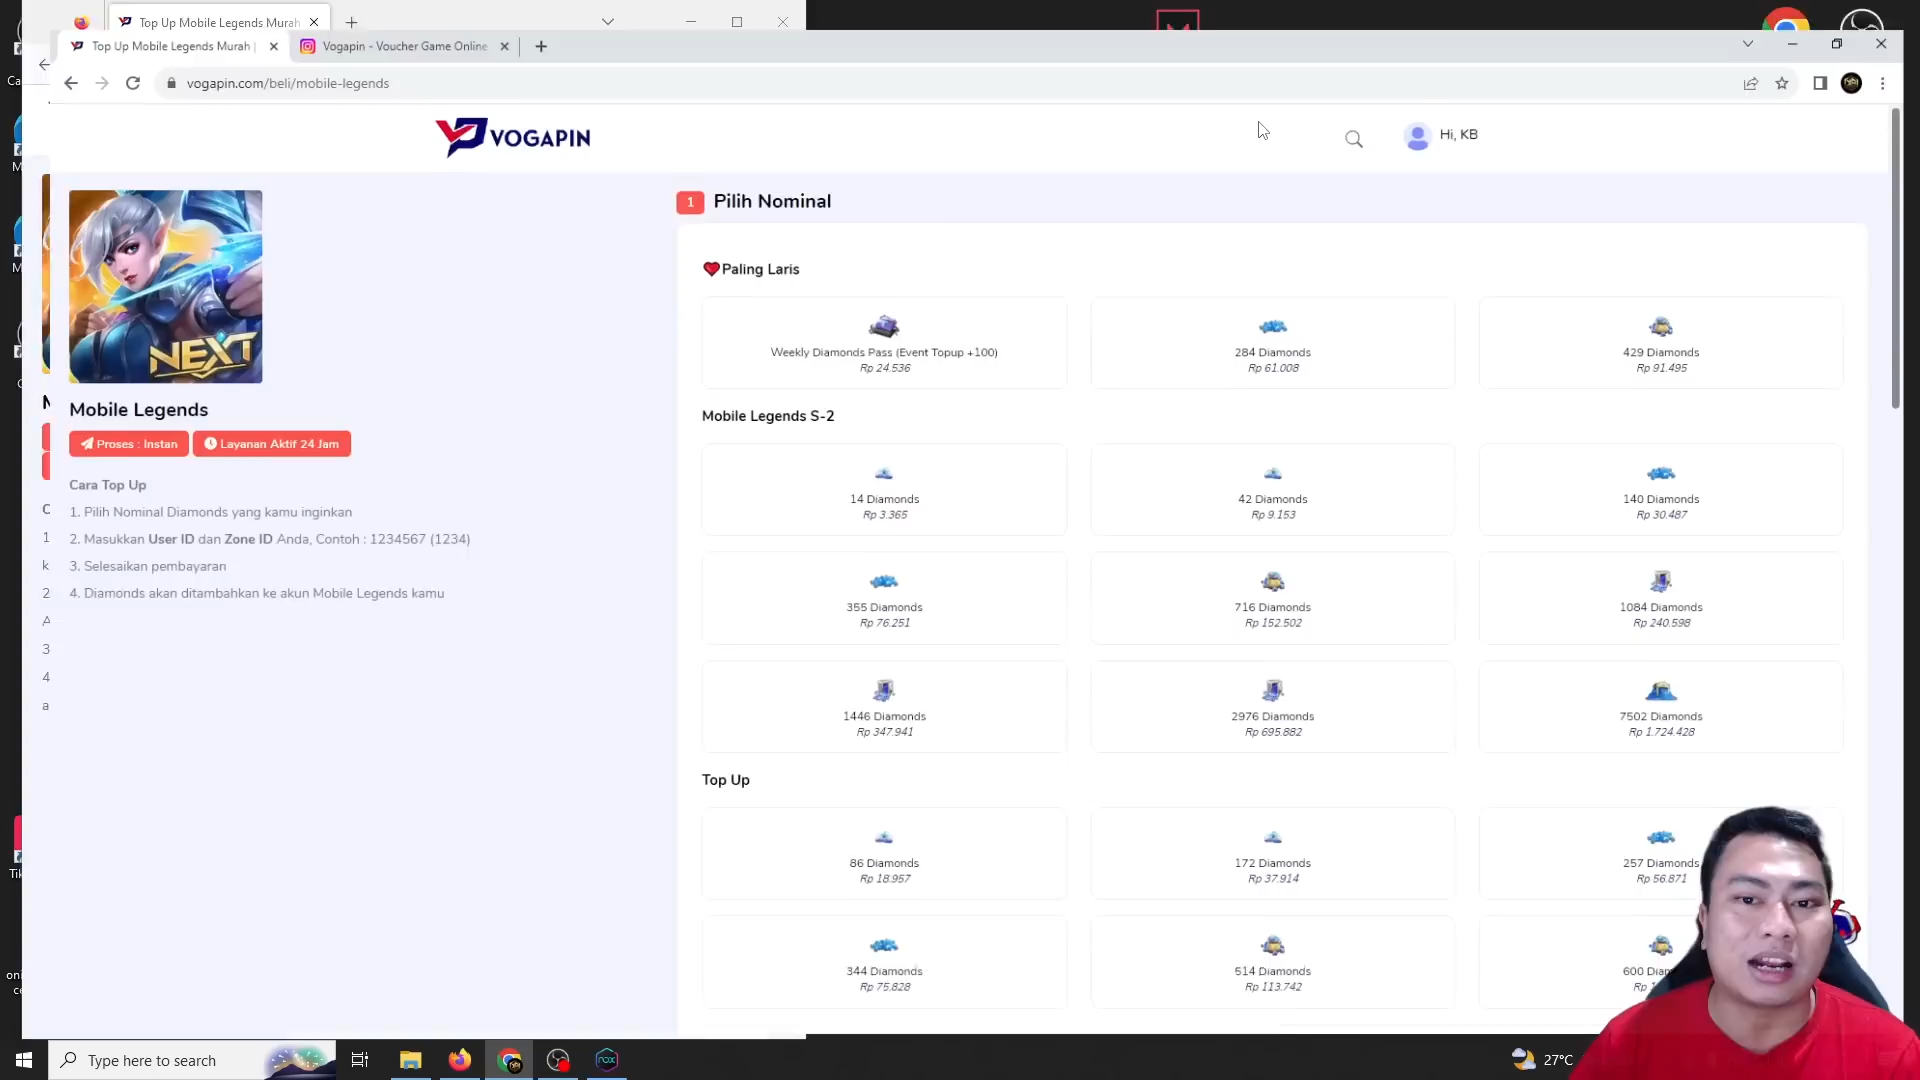 Top Up Mobile Legends Murah
Top Up Mobile Legends Murah |
Vogapin - Voucher Game Online
vogapin.com/beli/mobile-legends
VOGAPIN
Hi, KB
NEXT
Mobile Legends
Proses : Instan
Layanan Aktif 24 Jam
Cara Top Up
1. Pilih Nominal Diamonds yang kamu inginkan
2. Masukkan User ID dan Zone ID Anda, Contoh : 1234567 (1234)
3. Selesaikan pembayaran
4. Diamonds akan ditambahkan ke akun Mobile Legends kamu
1 Pilih Nominal
Paling Laris
Weekly Diamonds Pass (Event Topup +100)
Rp 24.536
284 Diamonds
Rp 61.008
429 Diamonds
Rp 91.495
Mobile Legends S-2
14 Diamonds
Rp 3.365
42 Diamonds
Rp 9.153
140 Diamonds
Rp 30.487
355 Diamonds
Rp 76.251
716 Diamonds
Rp 152.502
1084 Diamonds
Rp 240.598
1446 Diamonds
Rp 347.941
2976 Diamonds
Rp 695.882
7502 Diamonds
Rp 1.724.428
Top Up
86 Diamonds
Rp 18.957
172 Diamonds
Rp 37.914
257 Diamonds
Rp 56.871
344 Diamonds
Rp 75.828
514 Diamonds
Rp 113.742
600 Diam
Rp
Type here to search
27°C